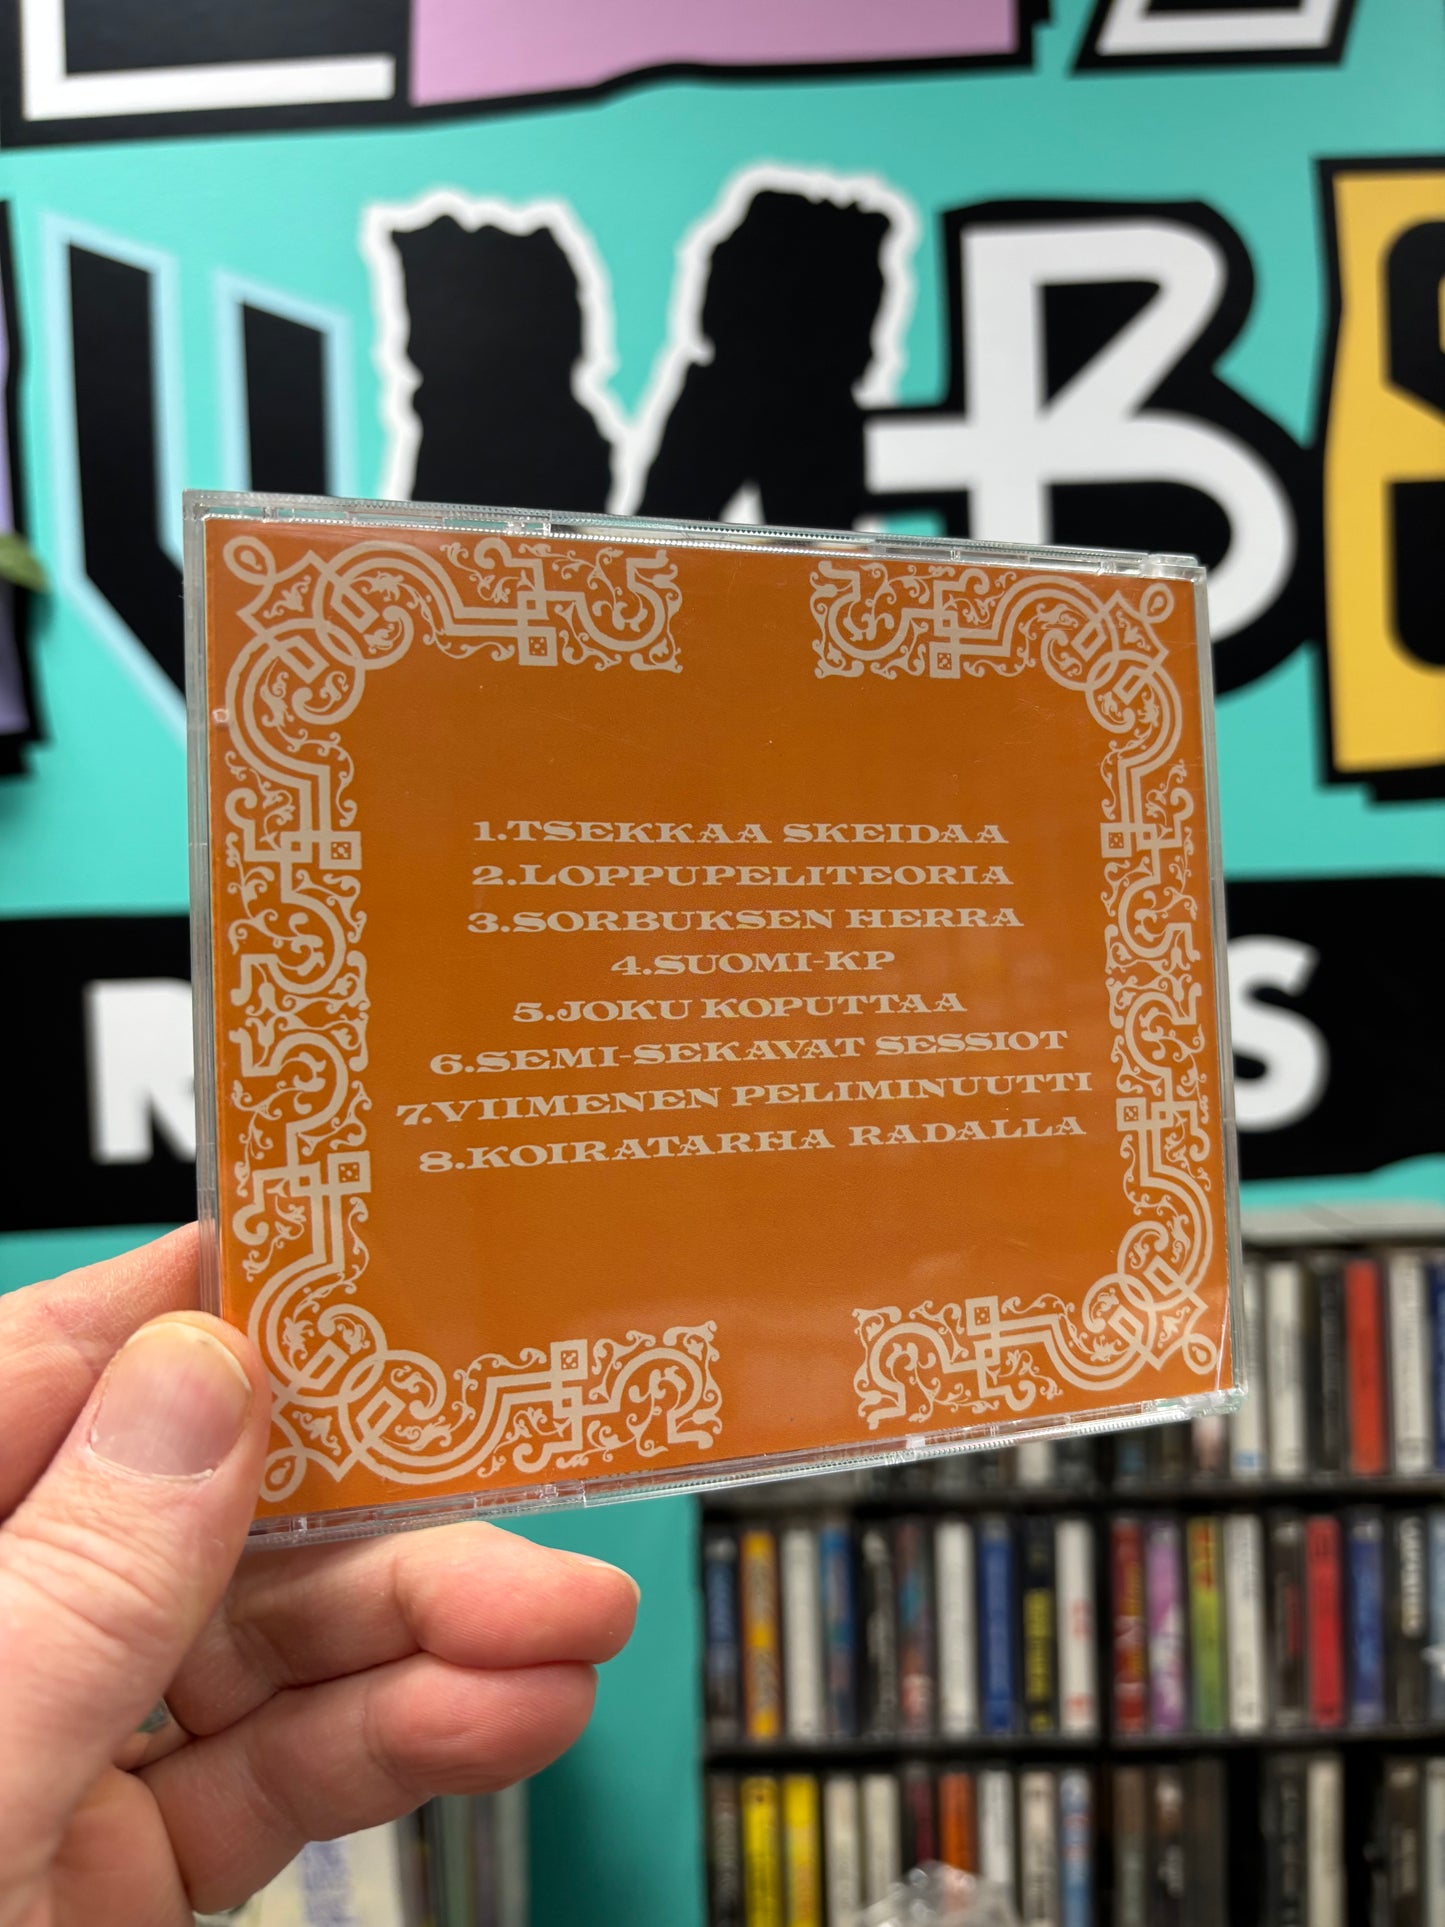 1.TSEKKAA SKEIDAA
2.LOPPUPELITEORIA
3.SORBUKSEN HERRA
4.SUOMI-KP
5.JOKU KOPUTTAA
6.SEMI-SEKAVAT SESSIOT
7.VIIMENEN PELIMINUUTTI
8.KOIRATARHA RADALLA